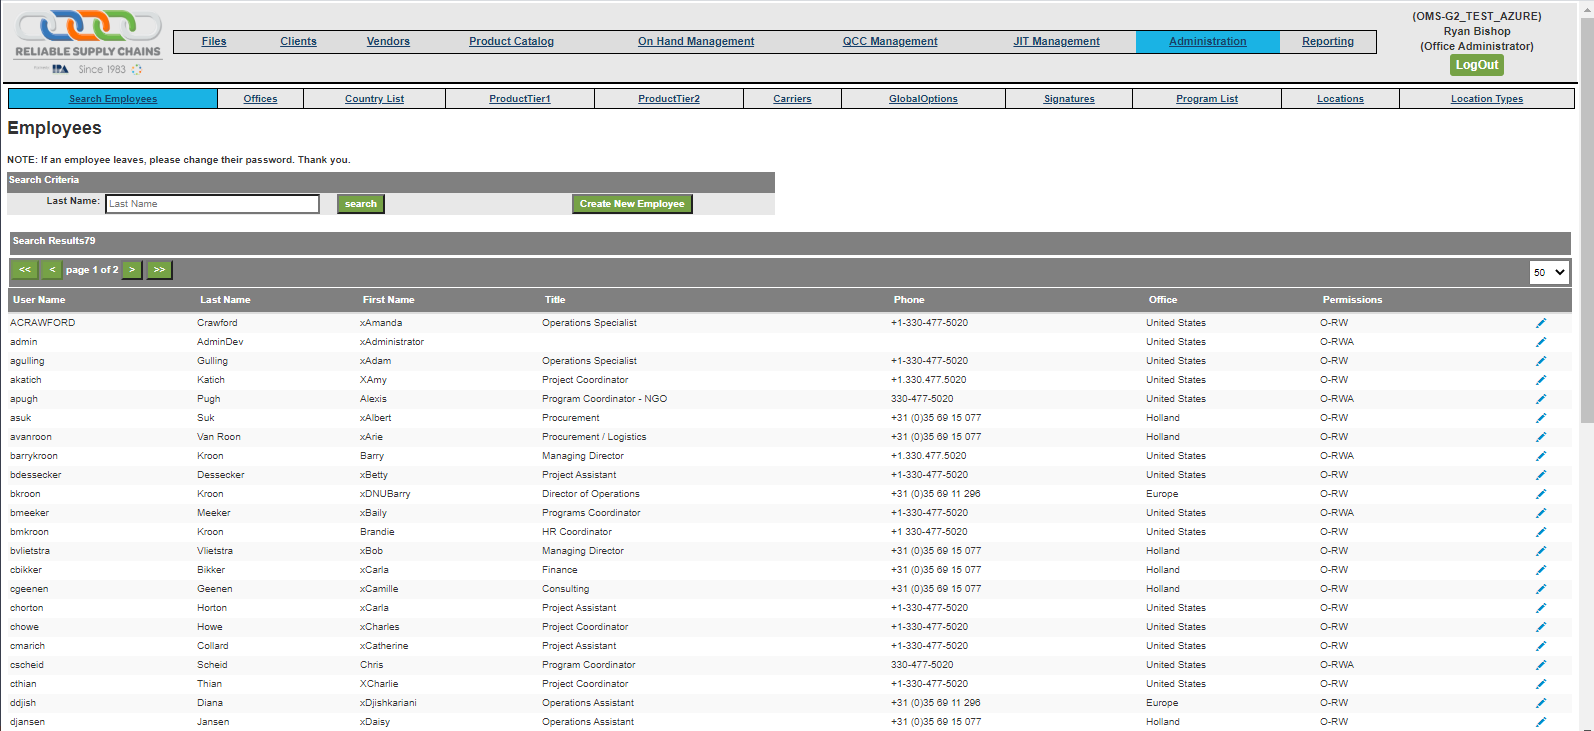 (OMS-G2_TEST_AZURE)
Ryan Bishop
(Office Administrator)
LogOut
RELIABLE SUPPLY CHAINS
IPA Since 1983
Files Clients Vendors Product Catalog On Hand Management QCC Management JIT Management Administration Reporting
Search Employees Offices Country List ProductTier1 ProductTier2 Carriers GlobalOptions Signatures Program List Locations Location Types
Employees
NOTE: If an employee leaves, please change their password. Thank you.
Search Criteria
Last Name: Last Name search Create New Employee
Search Results79
<< < page 1 of 2 > >> 50
User Name Last Name First Name Title Phone Office Permissions
ACRAWFORD Crawford xAmanda Operations Specialist +1-330-477-5020 United States O-RW
admin AdminDev xAdministrator United States O-RWA
agulling Gulling xAdam Operations Specialist +1-330-477-5020 United States O-RW
akatich Katich XAmy Project Coordinator +1.330.477.5020 United States O-RW
apugh Pugh Alexis Program Coordinator - NGO 330-477-5020 United States O-RWA
asuk Suk xAlbert Procurement +31 (0)35 69 15 077 Holland O-RW
avanroon Van Roon xArie Procurement / Logistics +31 (0)35 69 15 077 Holland O-RW
barrykroon Kroon Barry Managing Director +1.330.477.5020 United States O-RWA
bdessecker Dessecker xBetty Project Assistant +1-330-477-5020 United States O-RW
bkroon Kroon xDNUBarry Director of Operations +31 (0)35 69 11 296 Europe O-RW
bmeeker Meeker xBaily Programs Coordinator +1-330-477-5020 United States O-RWA
bmkroon Kroon Brandie HR Coordinator +1 330-477-5020 United States O-RW
bvlietstra Vlietstra xBob Managing Director +31 (0)35 69 15 077 Holland O-RW
cbikker Bikker xCarla Finance +31 (0)35 69 15 077 Holland O-RW
cgeenen Geenen xCamille Consulting +31 (0)35 69 15 077 Holland O-RW
chorton Horton xCarla Project Assistant +1-330-477-5020 United States O-RW
chowe Howe xCharles Project Coordinator +1-330-477-5020 United States O-RW
cmarich Collard xCatherine Project Assistant +1-330-477-5020 United States O-RW
cscheid Scheid Chris Program Coordinator 330-477-5020 United States O-RWA
cthian Thian XCharlie Project Coordinator +1-330-477-5020 United States O-RW
ddjish Diana xDjishkariani Operations Assistant +31 (0)35 69 11 296 Europe O-RW
djansen Jansen xDaisy Operations Assistant +31 (0)35 69 15 077 Holland O-RW